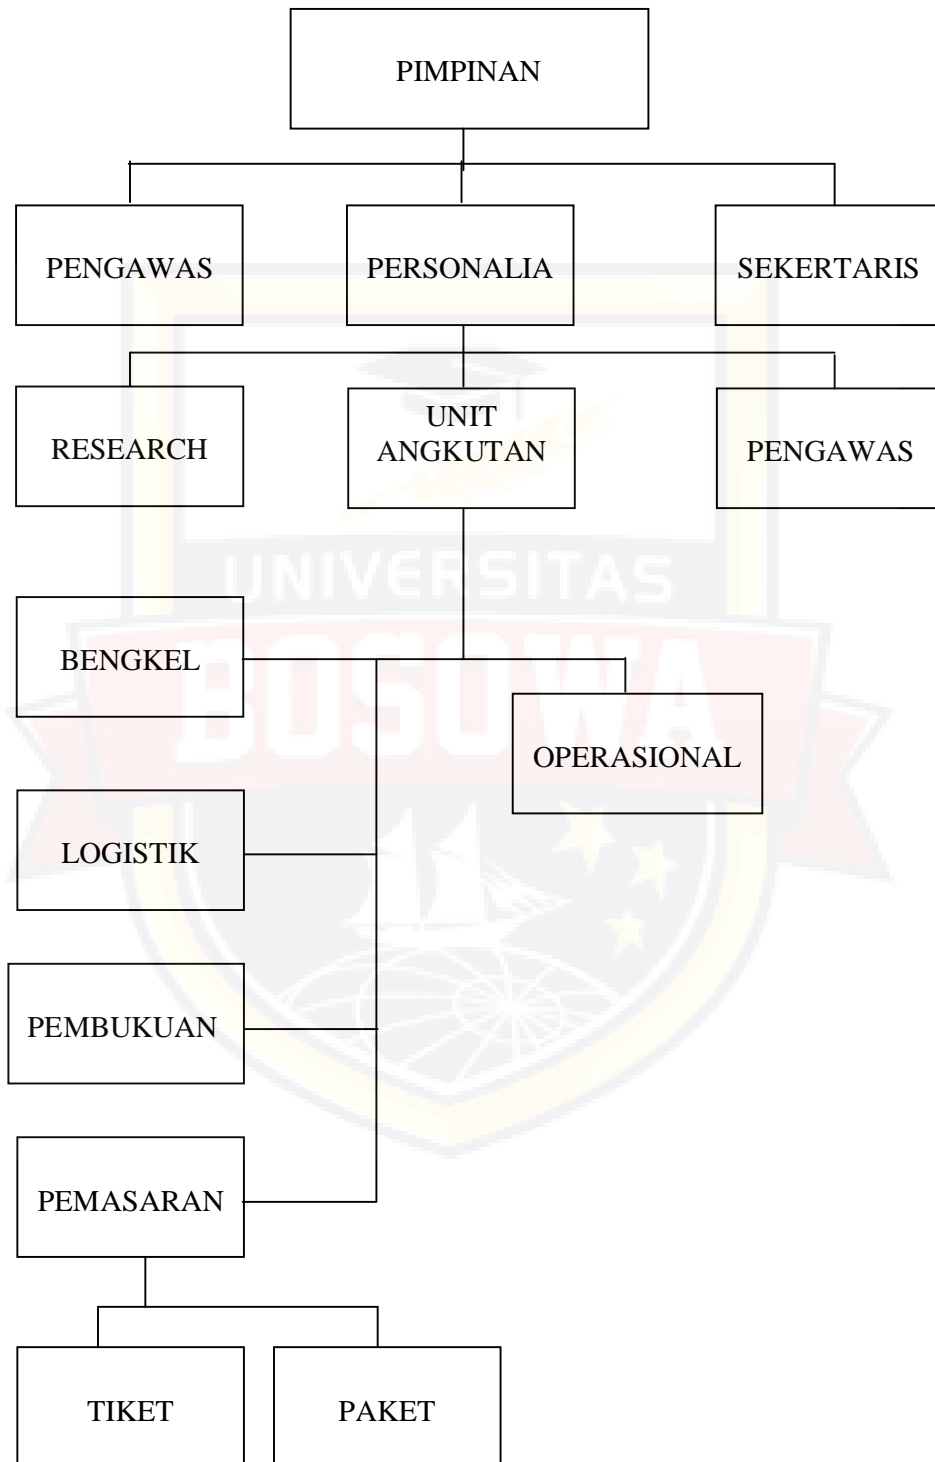 PIMPINAN
PENGAWAS
PERSONALIA
SEKERTARIS
RESEARCH
UNIT
ANGKUTAN
PENGAWAS
UNIVERSITAS
BENGKEL
BOSOWA
OPERASIONAL
LOGISTIK
PEMBUKUAN
PEMASARAN
TIKET
PAKET